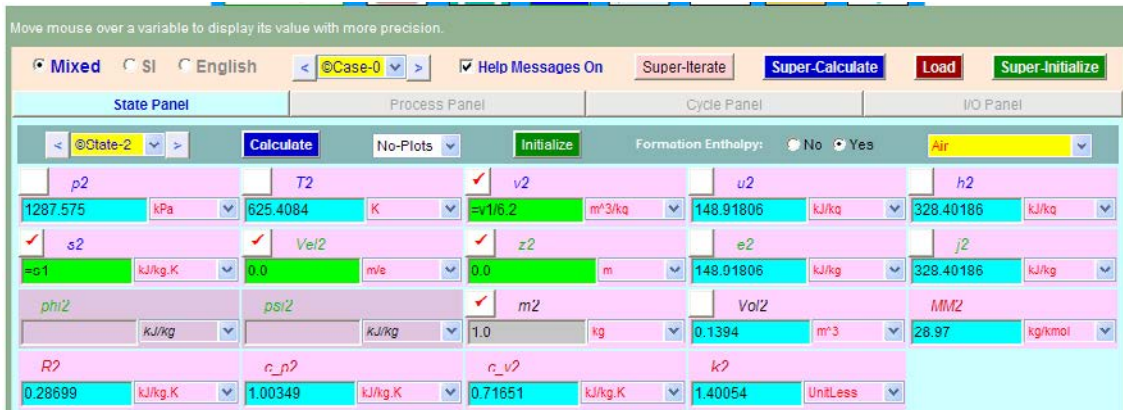 Move mouse over a variable to display its value with more precision.
Mixed SI English < ©Case-0 > Help Messages On Super-Iterate Super-Calculate Load Super-Initialize
State Panel Process Panel Cycle Panel I/O Panel
< ©State-2 > Calculate No-Plots Initialize Formation Enthalpy: No Yes Air
p2 T2 v2 u2 h2
1287.575 kPa 625.4084 K =v1/6.2 m^3/kg 148.91806 kJ/kg 328.40186 kJ/kg
s2 Vel2 z2 e2 j2
=s1 kJ/kg.K 0.0 m/s 0.0 m 148.91806 kJ/kg 328.40186 kJ/kg
phi2 psi2 m2 Vol2 MM2
kJ/kg kJ/kg 1.0 kg 0.1394 m^3 28.97 kg/kmol
R2 c_p2 c_v2 k2
0.28699 kJ/kg.K 1.00349 kJ/kg.K 0.71651 kJ/kg.K 1.40054 UnitLess